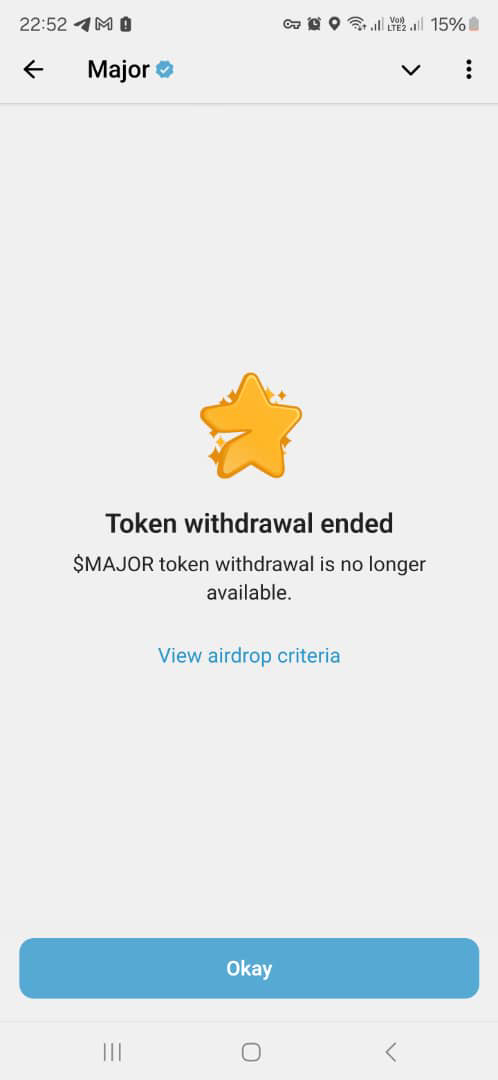 22:52
Vo))
LTE2
15%
Major
Token withdrawal ended
$MAJOR token withdrawal is no longer
available.
View airdrop criteria
Okay